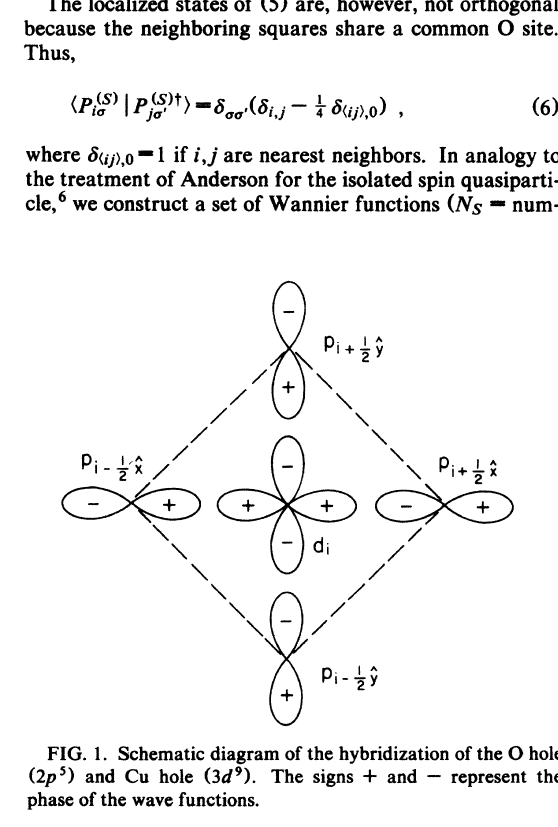 The localized states of (5) are, however, not orthogonal
because the neighboring squares share a common O site.
Thus,
⟨P_{iσ}^{(S)} | P_{jσ'}^{(S)†}⟩ = δ_{σσ'}(δ_{i,j} − 1/4 δ_{⟨ij⟩,0}) , (6)
where δ_{⟨ij⟩,0} = 1 if i,j are nearest neighbors. In analogy to
the treatment of Anderson for the isolated spin quasiparti-
cle,⁶ we construct a set of Wannier functions (N_S = num-
−
p_{i + 1/2 ŷ}
+
p_{i − 1/2 x̂}
−
p_{i + 1/2 x̂}
− + + + − +
− d_i
−
p_{i − 1/2 ŷ}
+
FIG. 1. Schematic diagram of the hybridization of the O hole
(2p⁵) and Cu hole (3d⁹). The signs + and − represent the
phase of the wave functions.